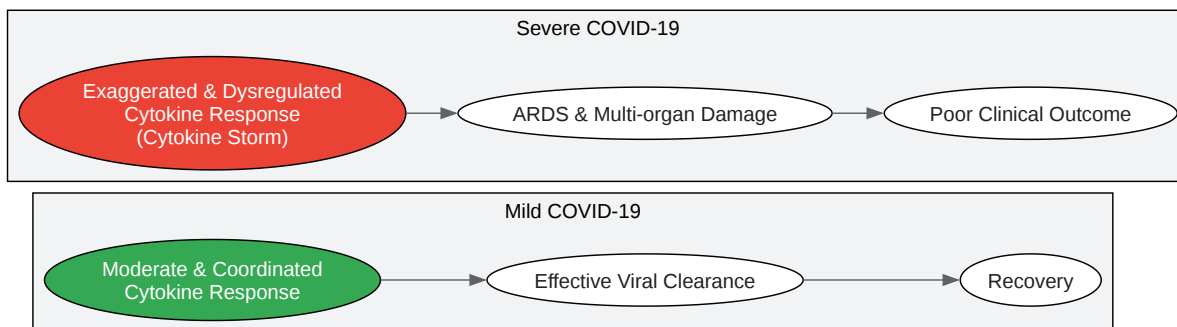 Severe COVID-19
Exaggerated & Dysregulated
Cytokine Response
(Cytokine Storm)
ARDS & Multi-organ Damage
Poor Clinical Outcome
Mild COVID-19
Moderate & Coordinated
Cytokine Response
Effective Viral Clearance
Recovery